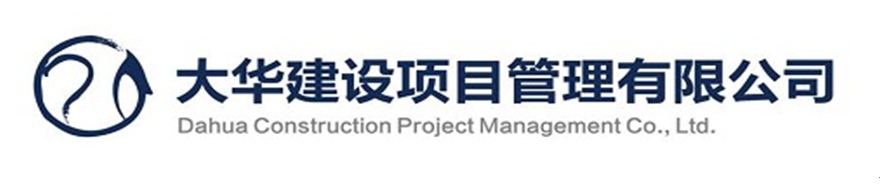 大华建设项目管理有限公司
Dahua Construction Project Management Co., Ltd.